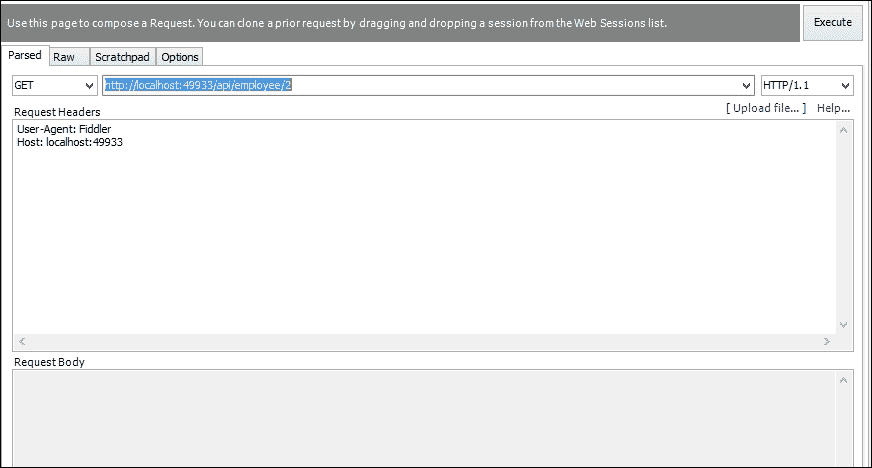 Use this page to compose a Request. You can clone a prior request by dragging and dropping a session from the Web Sessions list.
Execute
Parsed Raw Scratchpad Options
GET http://localhost:49933/api/employee/2 HTTP/1.1
Request Headers [ Upload file... ] Help...
User-Agent: Fiddler
Host: localhost:49933
Request Body